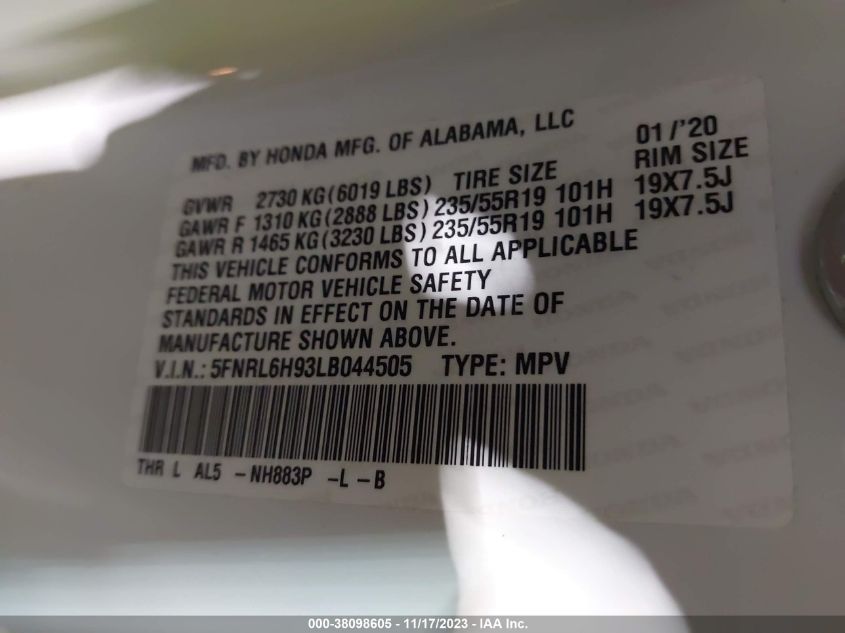 MFD. BY HONDA MFG. OF ALABAMA, LLC 01/'20
GVWR 2730 KG(6019 LBS) TIRE SIZE RIM SIZE
GAWR F 1310 KG(2888 LBS) 235/55R19 101H 19X7.5J
GAWR R 1465 KG(3230 LBS) 235/55R19 101H 19X7.5J
THIS VEHICLE CONFORMS TO ALL APPLICABLE
FEDERAL MOTOR VEHICLE SAFETY
STANDARDS IN EFFECT ON THE DATE OF
MANUFACTURE SHOWN ABOVE.
V.I.N.: 5FNRL6H93LB044505 TYPE: MPV
THR L AL5 -NH883P -L -B
000-38098605 - 11/17/2023 - IAA Inc.